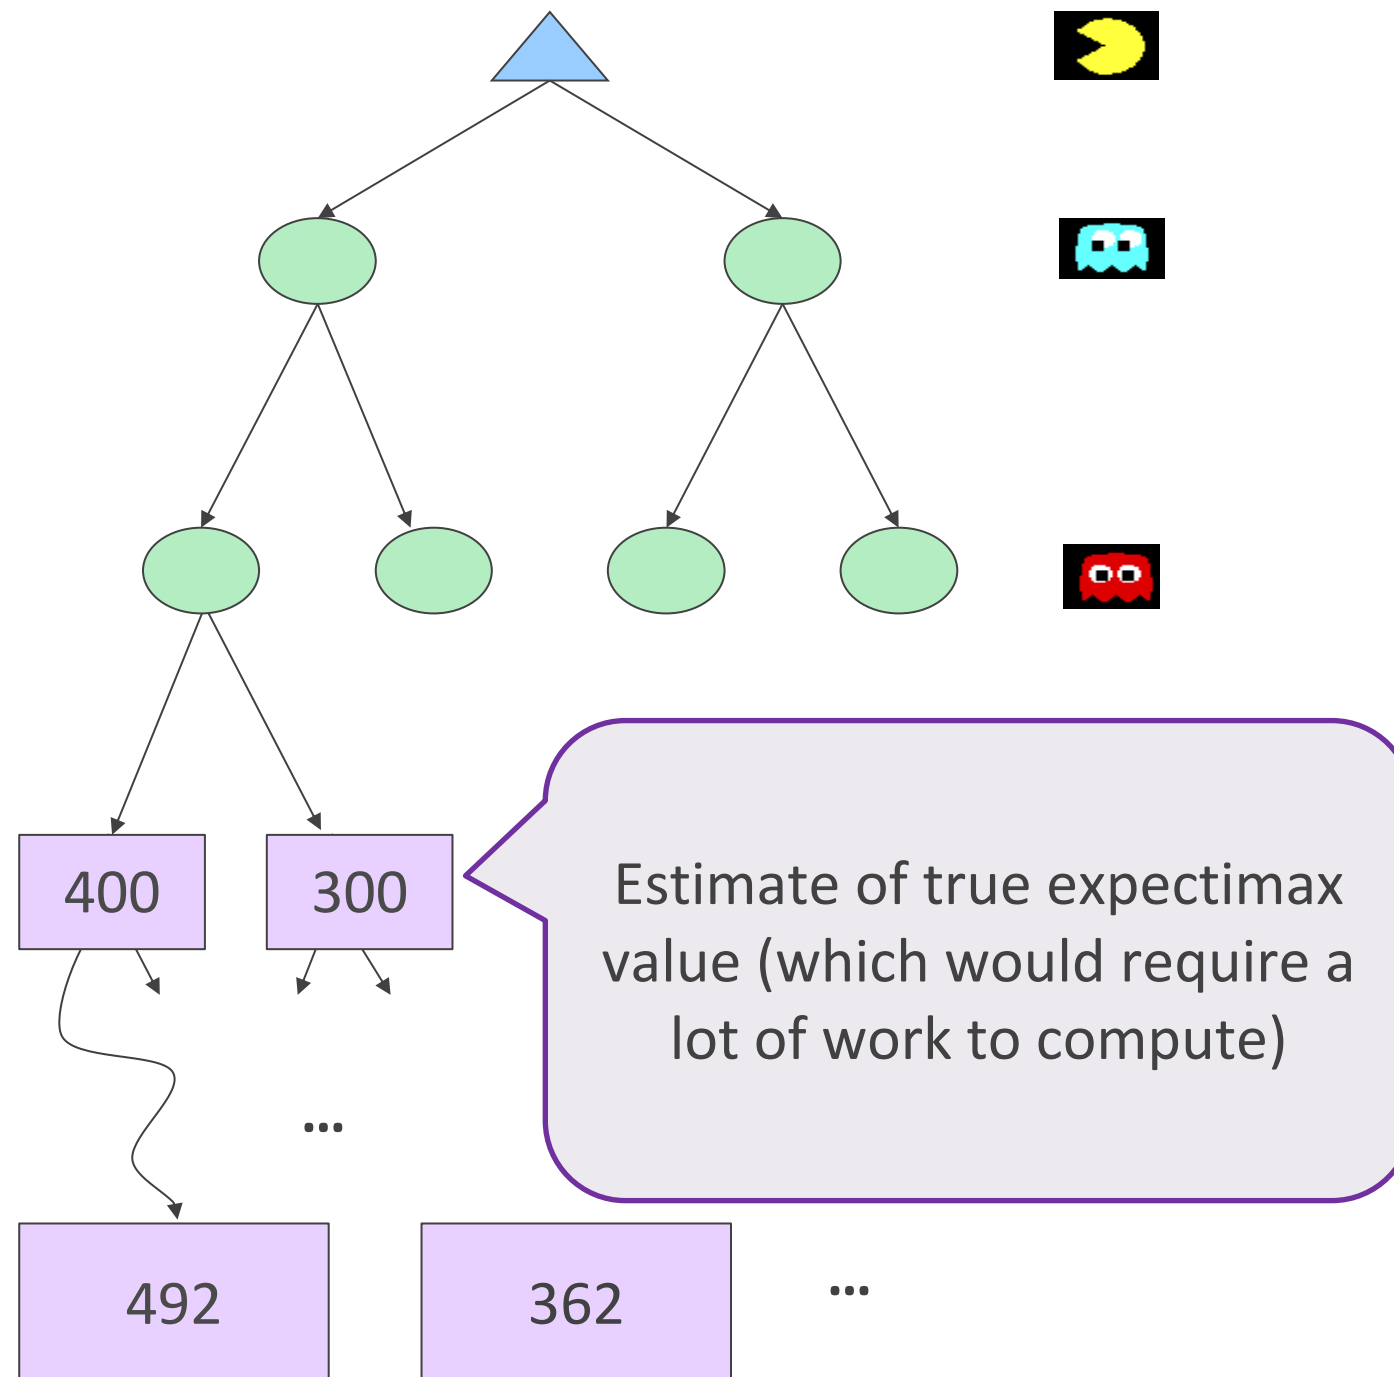 400
300
Estimate of true expectimax
value (which would require a
lot of work to compute)
...
492
362
...